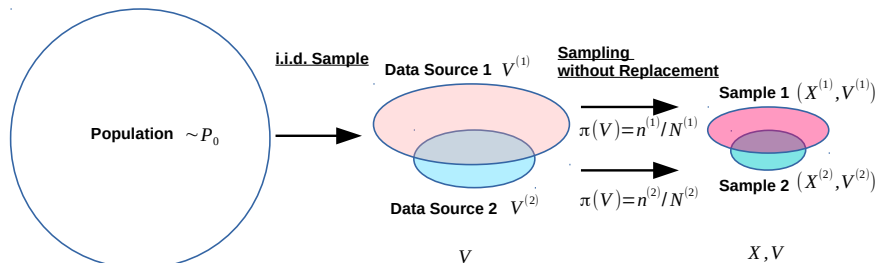 i.i.d. Sample
Population ∼P₀
Data Source 1 V⁽¹⁾
Data Source 2 V⁽²⁾
V
Sampling
without Replacement
π(V)=n⁽¹⁾/N⁽¹⁾
π(V)=n⁽²⁾/N⁽²⁾
Sample 1 (X⁽¹⁾,V⁽¹⁾)
Sample 2 (X⁽²⁾,V⁽²⁾)
X,V